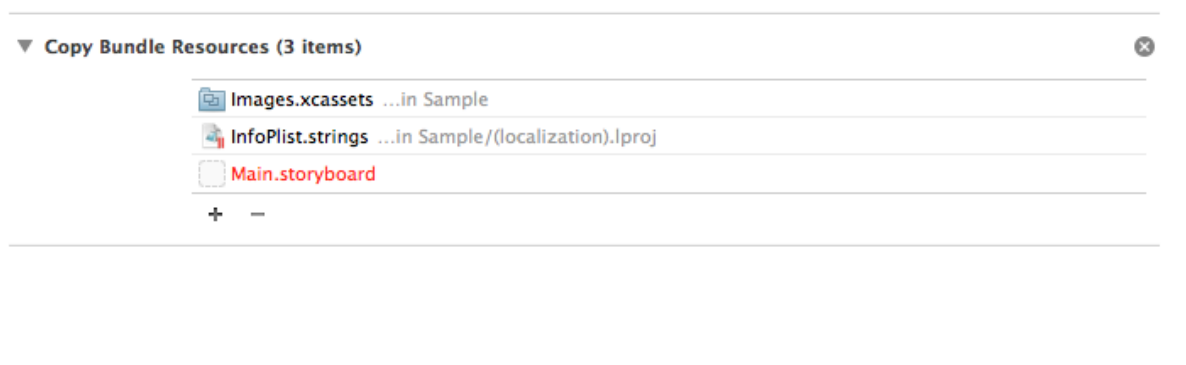 Copy Bundle Resources (3 items)
Images.xcassets ...in Sample
InfoPlist.strings ...in Sample/(localization).lproj
Main.storyboard
+ −